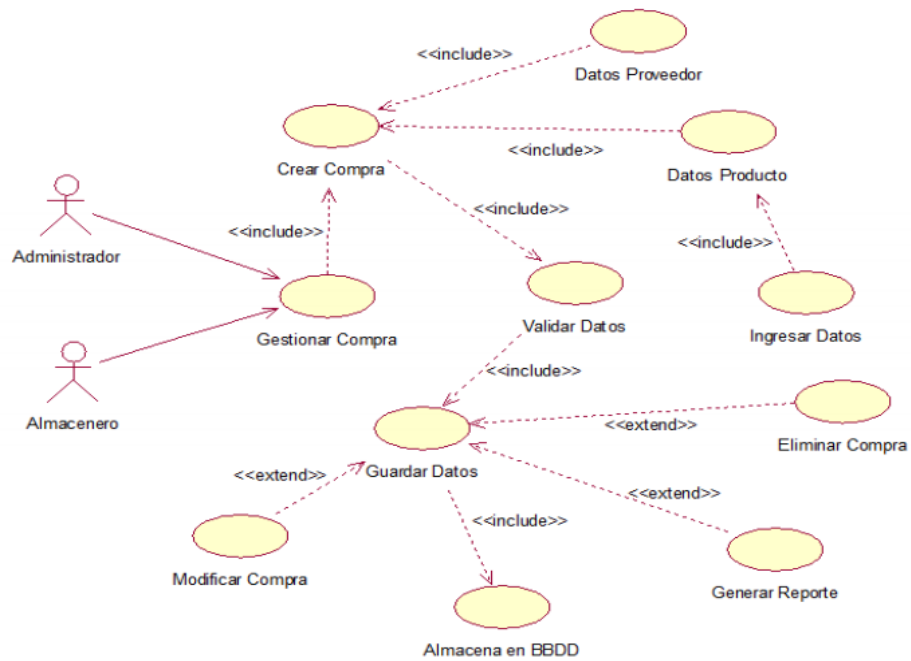 <<include>>
Datos Proveedor
<<include>>
Crear Compra
Datos Producto
<<include>>
<<include>>
<<include>>
Administrador
Gestionar Compra
Validar Datos
Ingresar Datos
<<include>>
Almacenero
<<extend>>
Eliminar Compra
Guardar Datos
<<extend>>
<<extend>>
<<include>>
Modificar Compra
Generar Reporte
Almacena en BBDD